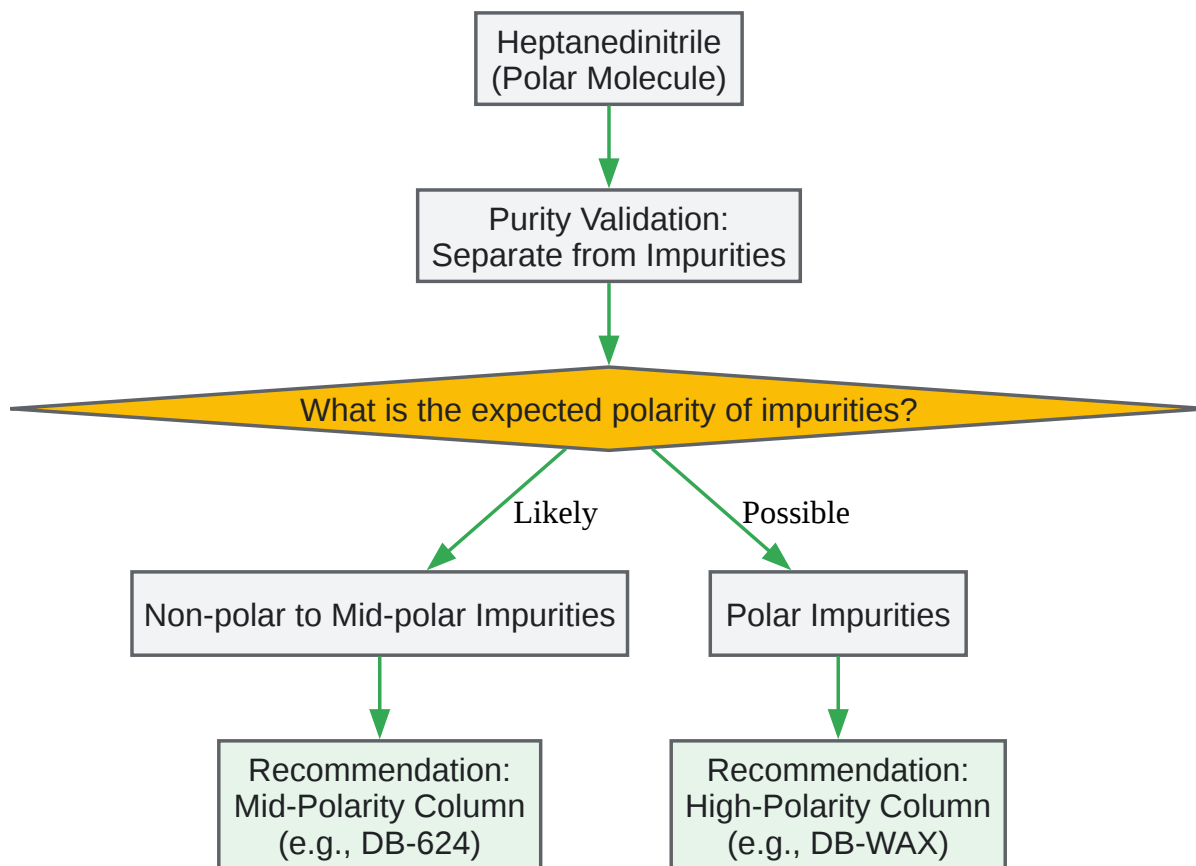 Heptanedinitrile
(Polar Molecule)
Purity Validation:
Separate from Impurities
What is the expected polarity of impurities?
Likely
Possible
Non-polar to Mid-polar Impurities
Polar Impurities
Recommendation:
Mid-Polarity Column
(e.g., DB-624)
Recommendation:
High-Polarity Column
(e.g., DB-WAX)